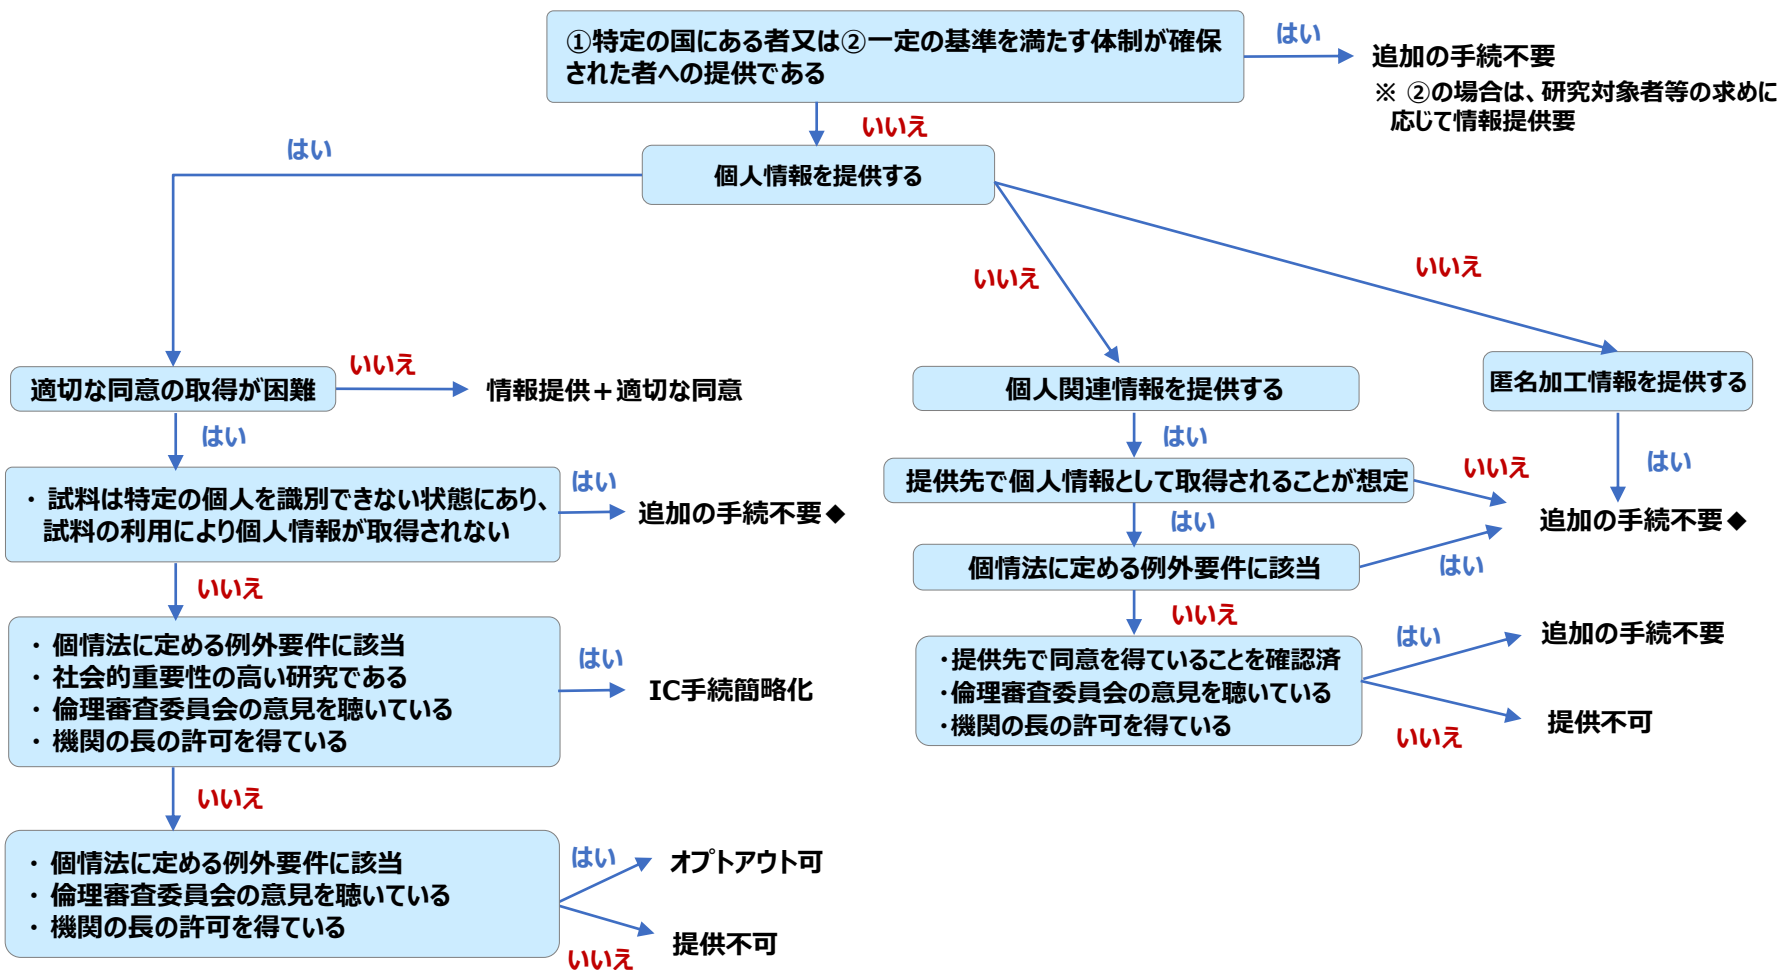 ①特定の国にある者又は②一定の基準を満たす体制が確保
された者への提供である
はい
追加の手続不要
※ ②の場合は、研究対象者等の求めに
応じて情報提供要
いいえ
はい
個人情報を提供する
いいえ
いいえ
いいえ
適切な同意の取得が困難
情報提供＋適切な同意
個人関連情報を提供する
匿名加工情報を提供する
はい
はい
はい
・ 試料は特定の個人を識別できない状態にあり、
試料の利用により個人情報が取得されない
はい
追加の手続不要◆
提供先で個人情報として取得されることが想定
いいえ
追加の手続不要◆
はい
個情法に定める例外要件に該当
はい
いいえ
いいえ
・ 個情法に定める例外要件に該当
・ 社会的重要性の高い研究である
・ 倫理審査委員会の意見を聴いている
・ 機関の長の許可を得ている
はい
IC手続簡略化
・提供先で同意を得ていることを確認済
・倫理審査委員会の意見を聴いている
・機関の長の許可を得ている
はい
追加の手続不要
いいえ
提供不可
いいえ
・ 個情法に定める例外要件に該当
・ 倫理審査委員会の意見を聴いている
・ 機関の長の許可を得ている
はい
オプトアウト可
いいえ
提供不可